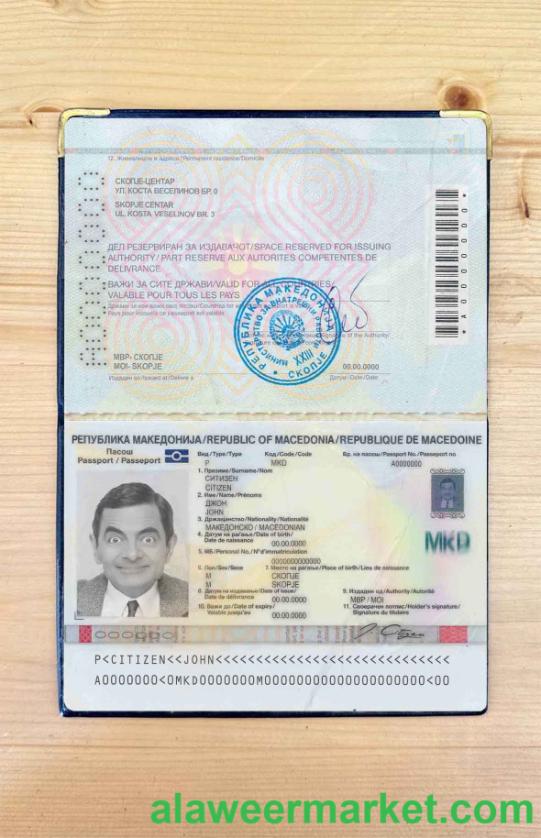 12. Живеалиште и адреса/Permanent residence/Domicile
СКОПЈЕ-ЦЕНТАР
УЛ. КОСТА ВЕСЕЛИНОВ БР. 0
SKOPJE CENTAR
UL. KOSTA VESELINOV BR. 3
ДЕЛ РЕЗЕРВИРАН ЗА ИЗДАВАЧОТ/SPACE RESERVED FOR ISSUING
AUTHORITY/ PART RESERVE AUX AUTORITES COMPETENTES DE
DELIVRANCE
ВАЖИ ЗА СИТЕ ДРЖАВИ/VALID FOR ALL COUNTRIES/
VALABLE POUR TOUS LES PAYS
РЕПУБЛИКА МАКЕДОНИЈА
МИНИСТЕРСТВО ЗА ВНАТРЕШНИ РАБОТИ
XXIII
СКОПЈЕ
МВР- СКОПЈЕ
MOI- SKOPJE
00.00.0000
Издаден во/Issued at/Délivré à
Датум /Date/Date
*A0000000*
РЕПУБЛИКА МАКЕДОНИЈА/REPUBLIC OF MACEDONIA/REPUBLIQUE DE MACEDOINE
Пасош
Passport / Passeport
Вид /Type/Type
Код /Code/Code
Бр. на пасошот/Passport No./Passeport no
P
MKD
A0000000
1. Презиме/Surname/Nom
СИТИЗЕН
CITIZEN
2. Име/Name/Prénoms
ДЖОН
JOHN
3. Државјанство/Nationality/Nationalité
МАКЕДОНСКО / MACEDONIAN
4. Датум на раѓање/Date of birth/
Date de naissance
00.00.0000
5. МБ/Personal No./N°d'immatriculation
0000000000000
6. Пол/Sex/Sexe
7. Место на раѓање/Place of birth/Lieu de naissance
М
СКОПЈЕ
M
SKOPJE
8. Датум на издавање/Date of issue/
Date de délivrance
00.00.0000
9. Издаден од/Authority/Autorité
МВР / MOI
10. Важи до/Date of expiry/
Valable jusqu'au
00.00.0000
11. Своерачен потпис/Holder's signature/
Signature du titulaire
MKD
P<CITIZEN<<JOHN<<<<<<<<<<<<<<<<<<<<<<<<<<<<<
A0000000<0MKD0000000M0000000000000000000<00
alaweermarket.com